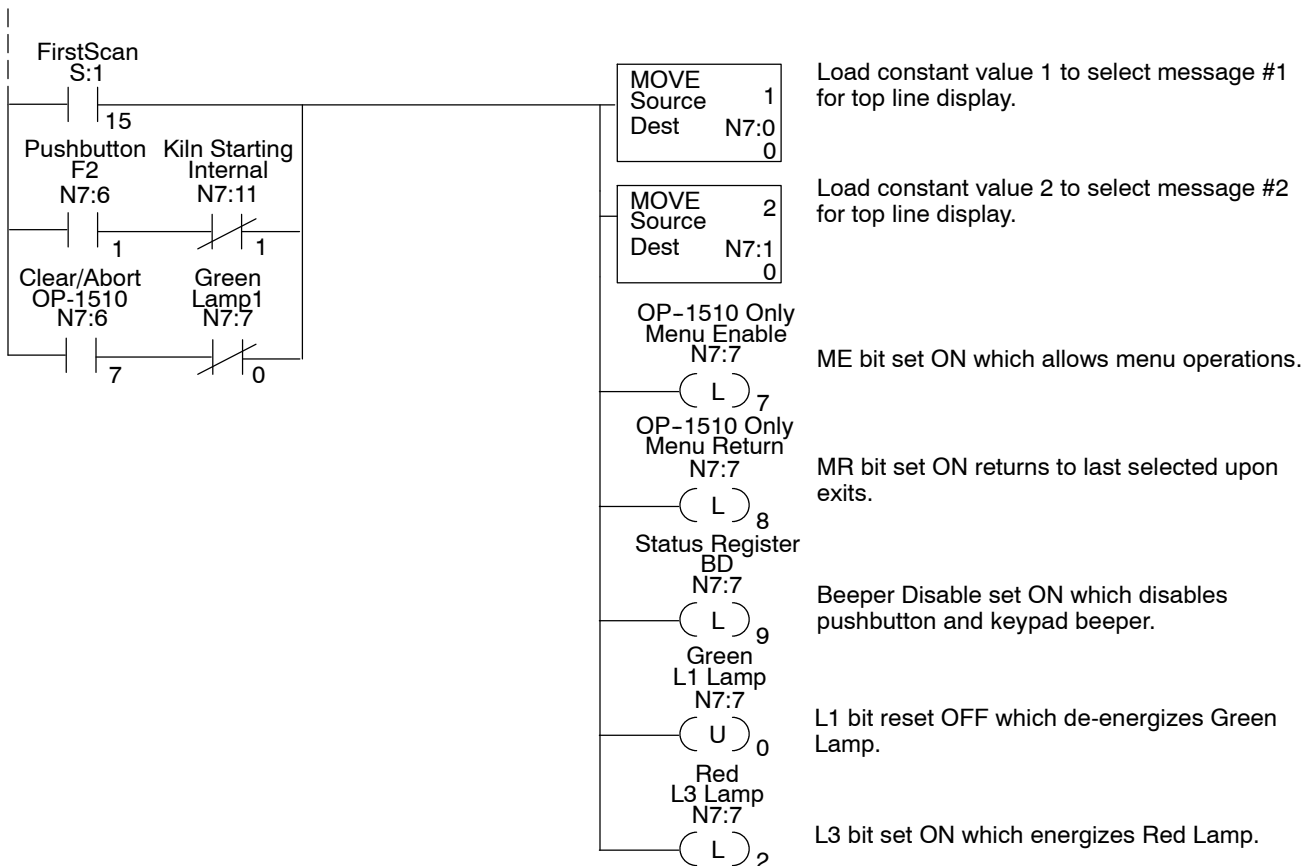 FirstScan
S:1
15
Pushbutton
F2
N7:6
1
Kiln Starting
Internal
N7:11
1
Clear/Abort
OP-1510
N7:6
7
Green
Lamp1
N7:7
0
MOVE
Source 1
Dest N7:0
0
Load constant value 1 to select message #1
for top line display.
MOVE
Source 2
Dest N7:1
0
Load constant value 2 to select message #2
for top line display.
OP-1510 Only
Menu Enable
N7:7
L
7
ME bit set ON which allows menu operations.
OP-1510 Only
Menu Return
N7:7
L
8
MR bit set ON returns to last selected upon
exits.
Status Register
BD
N7:7
L
9
Beeper Disable set ON which disables
pushbutton and keypad beeper.
Green
L1 Lamp
N7:7
U
0
L1 bit reset OFF which de-energizes Green
Lamp.
Red
L3 Lamp
N7:7
L
2
L3 bit set ON which energizes Red Lamp.